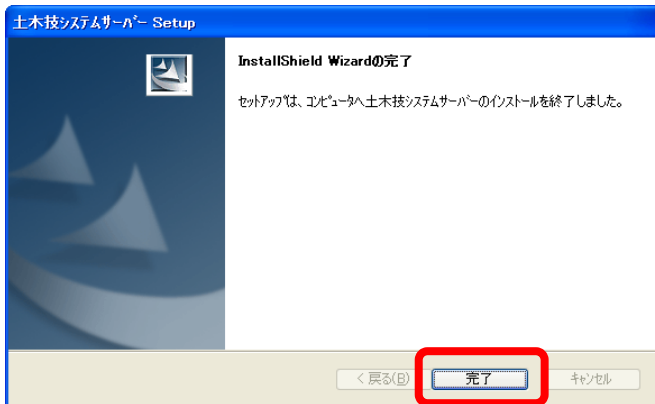 土木技ｼｽﾃﾑｻｰﾊﾞｰ Setup
InstallShield Wizardの完了
ｾｯﾄｱｯﾌﾟは、ｺﾝﾋﾟｭｰﾀへ土木技ｼｽﾃﾑサーバーのｲﾝｽﾄｰﾙを終了しました。
< 戻る(B)
完了
ｷｬﾝｾﾙ